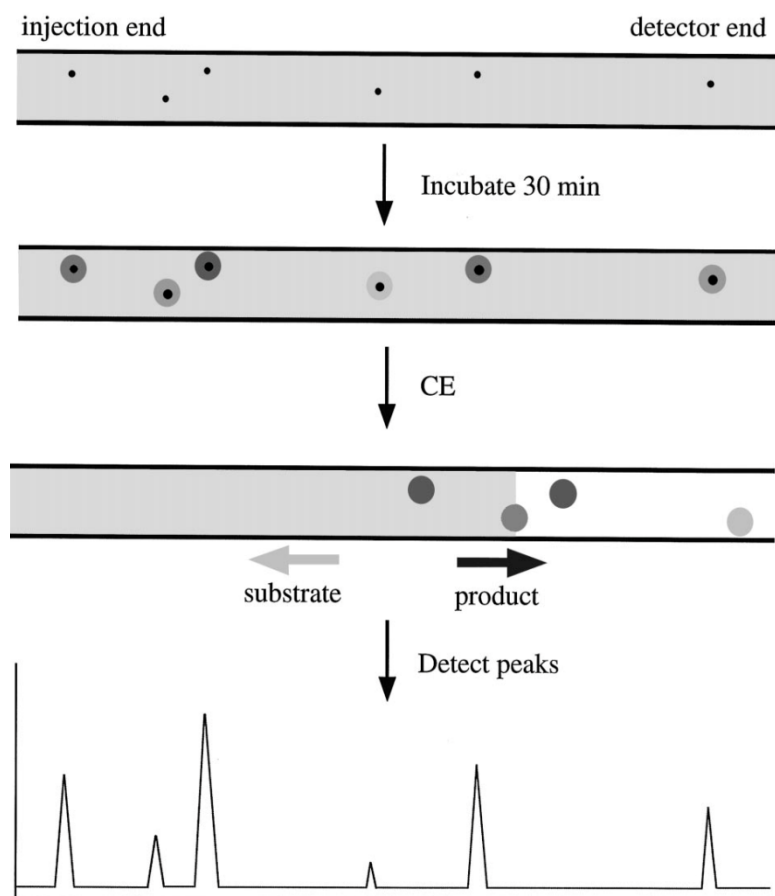 injection end
detector end
Incubate 30 min
CE
substrate
product
Detect peaks